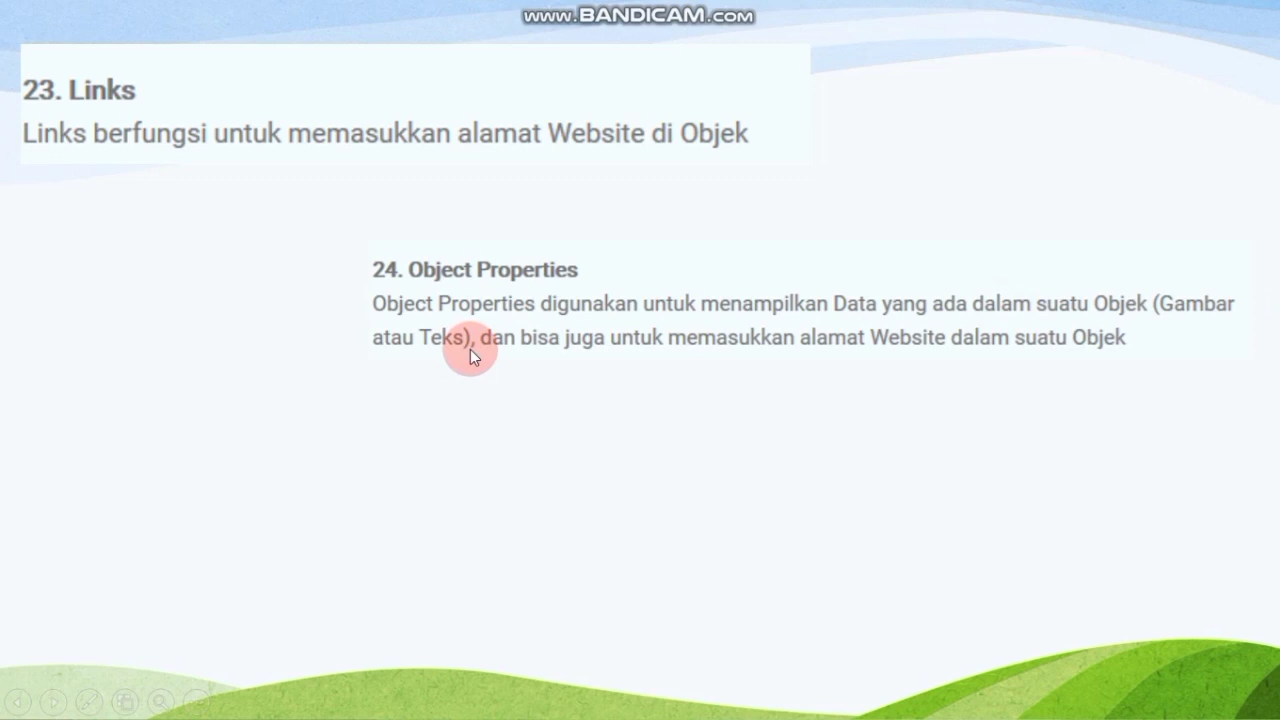 www.BANDICAM.com
23. Links
Links berfungsi untuk memasukkan alamat Website di Objek
24. Object Properties
Object Properties digunakan untuk menampilkan Data yang ada dalam suatu Objek (Gambar
atau Teks), dan bisa juga untuk memasukkan alamat Website dalam suatu Objek